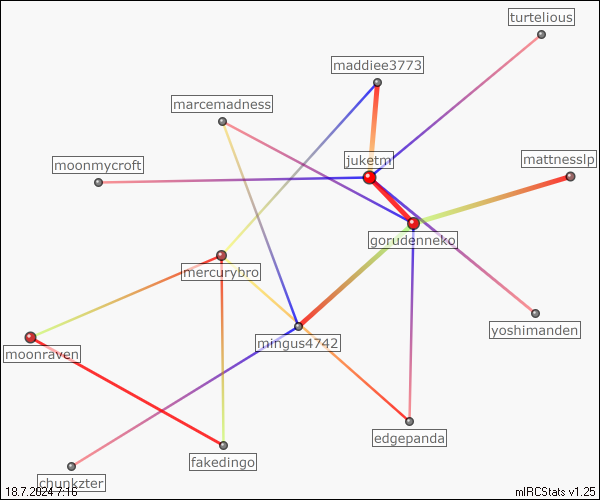 turtelious
maddiee3773
marcemadness
juketm
mattnesslp
moonmycroft
gorudenneko
mercurybro
yoshimanden
mingus4742
moonraven
edgepanda
fakedingo
chunkzter
18.7.2024 7:16
mIRCStats v1.25